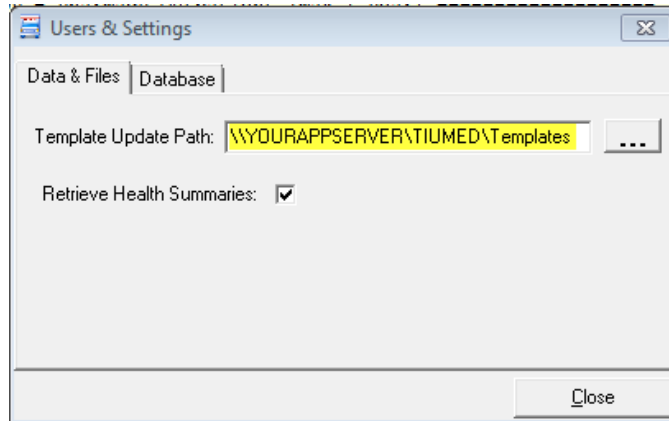 Users & Settings
Data & Files Database
Template Update Path: \\YOURAPPSERVER\TIUMED\Templates ...
Retrieve Health Summaries:
Close